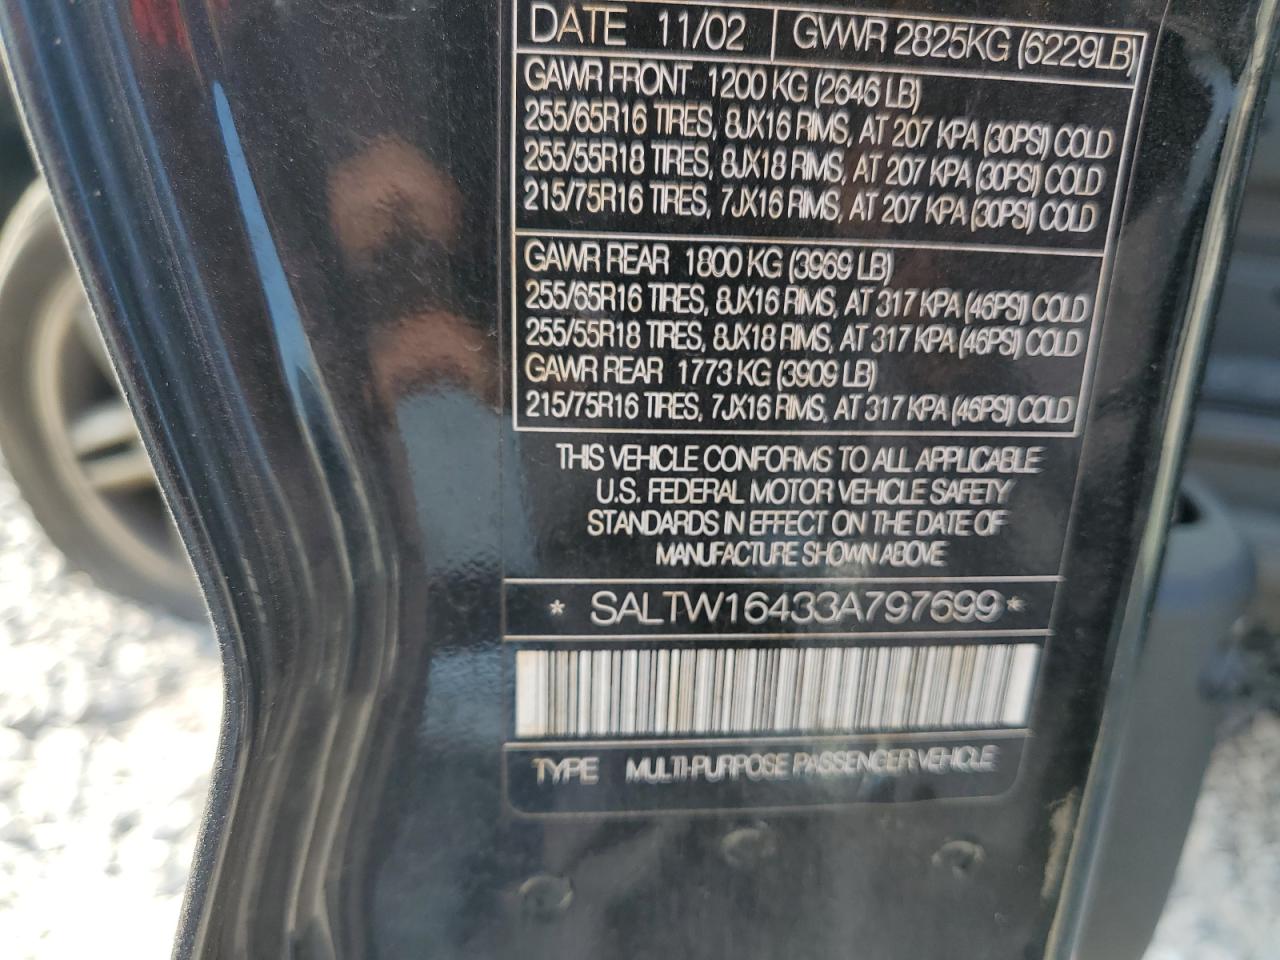 DATE 11/02 GVWR 2825KG (6229LB)
GAWR FRONT 1200 KG (2646 LB)
255/65R16 TIRES, 8JX16 RIMS, AT 207 KPA (30PSI) COLD
255/55R18 TIRES, 8JX18 RIMS, AT 207 KPA (30PSI) COLD
215/75R16 TIRES, 7JX16 RIMS, AT 207 KPA (30PSI) COLD
GAWR REAR 1800 KG (3969 LB)
255/65R16 TIRES, 8JX16 RIMS, AT 317 KPA (46PSI) COLD
255/55R18 TIRES, 8JX18 RIMS, AT 317 KPA (46PSI) COLD
GAWR REAR 1773 KG (3909 LB)
215/75R16 TIRES, 7JX16 RIMS, AT 317 KPA (46PSI) COLD
THIS VEHICLE CONFORMS TO ALL APPLICABLE
U.S. FEDERAL MOTOR VEHICLE SAFETY
STANDARDS IN EFFECT ON THE DATE OF
MANUFACTURE SHOWN ABOVE
* SALTW16433A797699 *
TYPE MULTI-PURPOSE PASSENGER VEHICLE